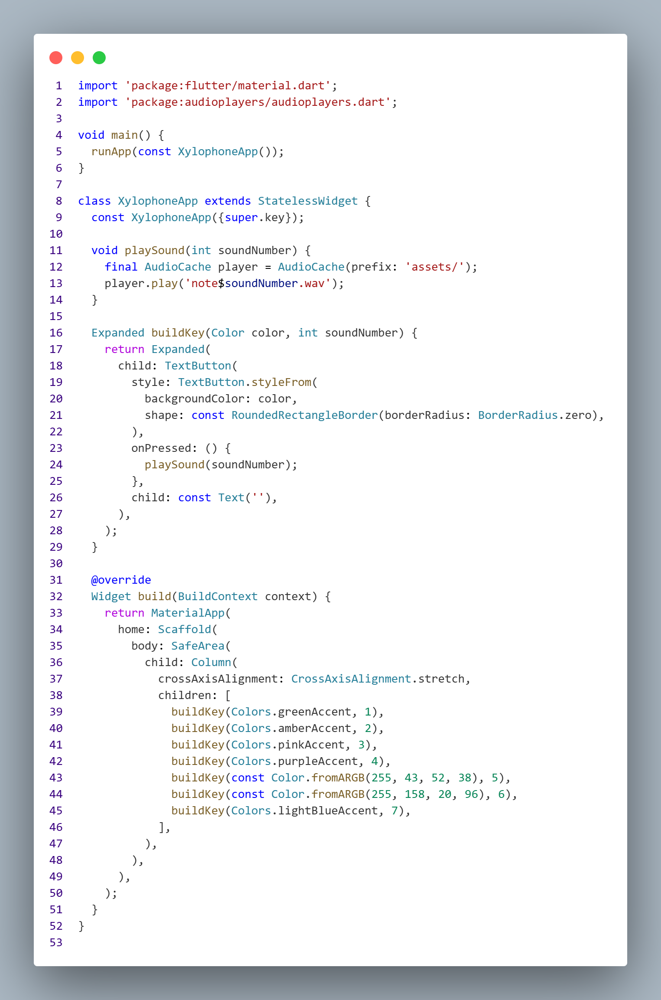 1 import 'package:flutter/material.dart';
2 import 'package:audioplayers/audioplayers.dart';
3
4 void main() {
5   runApp(const XylophoneApp());
6 }
7
8 class XylophoneApp extends StatelessWidget {
9   const XylophoneApp({super.key});
10
11   void playSound(int soundNumber) {
12     final AudioCache player = AudioCache(prefix: 'assets/');
13     player.play('note$soundNumber.wav');
14   }
15
16   Expanded buildKey(Color color, int soundNumber) {
17     return Expanded(
18       child: TextButton(
19         style: TextButton.styleFrom(
20           backgroundColor: color,
21           shape: const RoundedRectangleBorder(borderRadius: BorderRadius.zero),
22         ),
23         onPressed: () {
24           playSound(soundNumber);
25         },
26         child: const Text(''),
27       ),
28     );
29   }
30
31   @override
32   Widget build(BuildContext context) {
33     return MaterialApp(
34       home: Scaffold(
35         body: SafeArea(
36           child: Column(
37             crossAxisAlignment: CrossAxisAlignment.stretch,
38             children: [
39               buildKey(Colors.greenAccent, 1),
40               buildKey(Colors.amberAccent, 2),
41               buildKey(Colors.pinkAccent, 3),
42               buildKey(Colors.purpleAccent, 4),
43               buildKey(const Color.fromARGB(255, 43, 52, 38), 5),
44               buildKey(const Color.fromARGB(255, 158, 20, 96), 6),
45               buildKey(Colors.lightBlueAccent, 7),
46             ],
47           ),
48         ),
49       ),
50     );
51   }
52 }
53